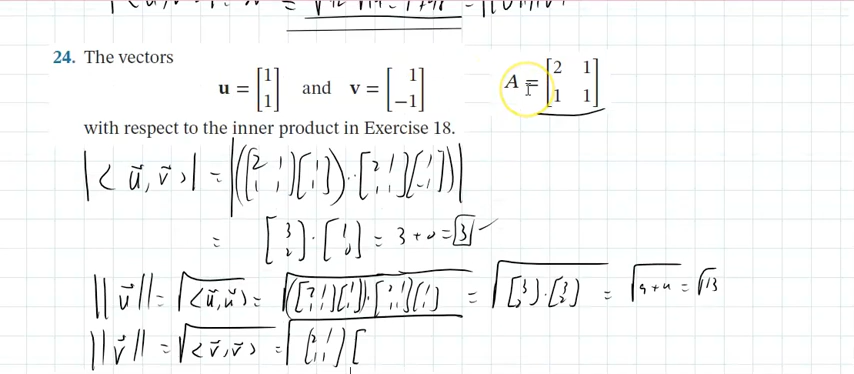 24. The vectors
u = [1 1] and v = [1 −1]
A = [2 1 1 1]
with respect to the inner product in Exercise 18.
|<u⃗, v⃗>| = |([2 1 1 1][1 1])·([2 1 1 1][1 -1])|
= [3 2]·[1 0] = 3 + 0 = 3 ✓
||v⃗|| = √<u⃗,u⃗> = √([2 1 1 1][1 1])·([2 1 1 1][1 1]) = √[3 2]·[3 2] = √9+4 = √13
||v⃗|| = √<v⃗,v⃗> = √[2 1 1 1][